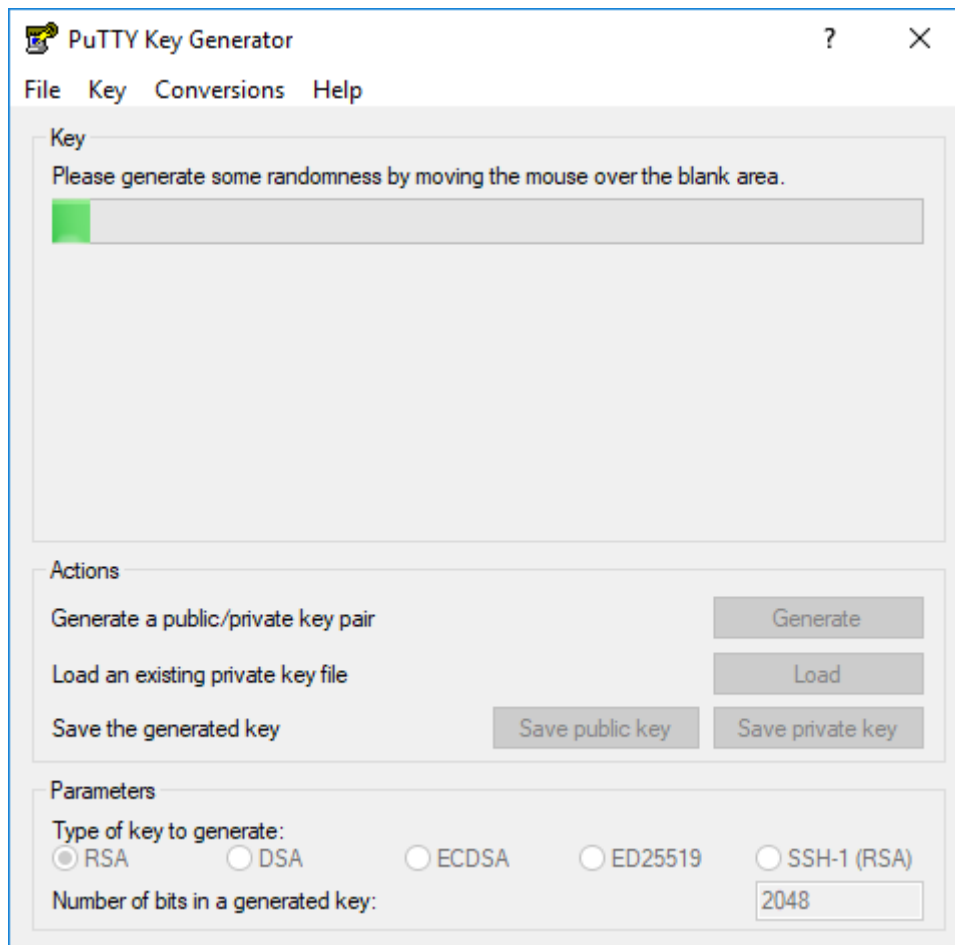 PuTTY Key Generator ?
File Key Conversions Help
Key
Please generate some randomness by moving the mouse over the blank area.
Actions
Generate a public/private key pair Generate
Load an existing private key file Load
Save the generated key Save public key Save private key
Parameters
Type of key to generate:
RSA DSA ECDSA ED25519 SSH-1 (RSA)
Number of bits in a generated key: 2048